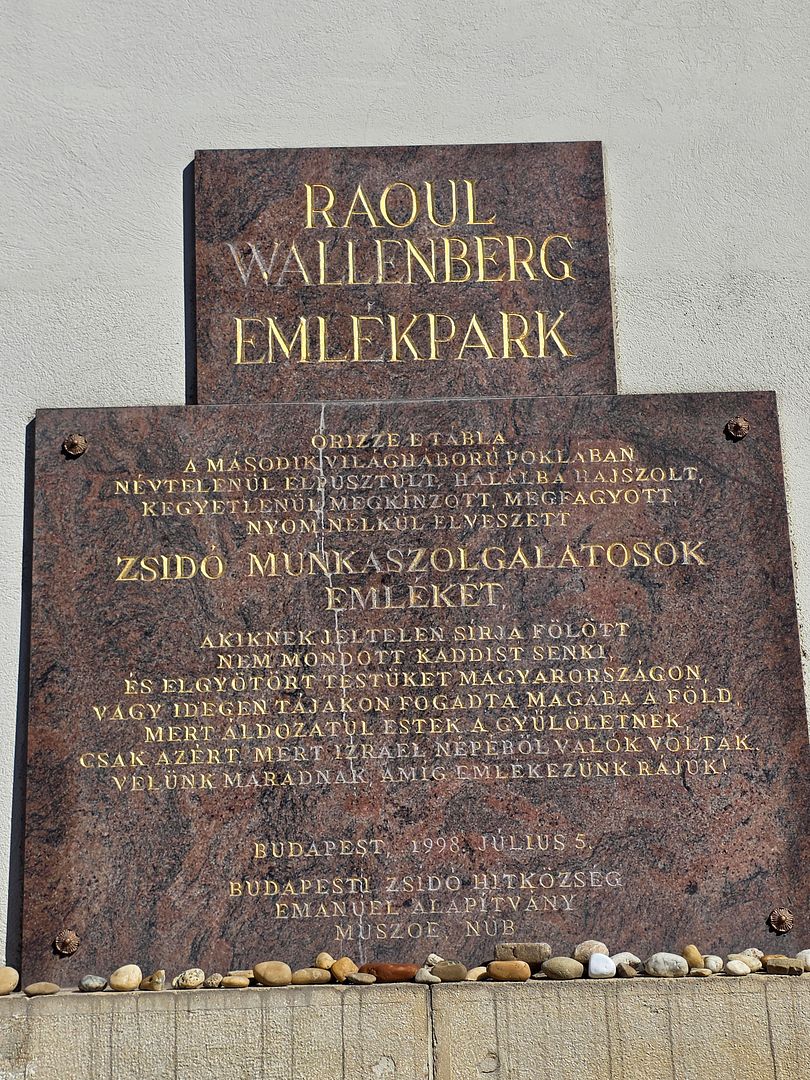 RAOUL
WALLENBERG
EMLÉKPARK
ŐRIZZE E TÁBLA
A MÁSODIK VILÁGHÁBORÚ POKLÁBAN
NÉVTELENÜL ELPUSZTULT, HALÁLBA HAJSZOLT,
KEGYETLENÜL MEGKÍNZOTT, MEGFAGYOTT,
NYOM NÉLKÜL ELVESZETT
ZSIDÓ MUNKASZOLGÁLATOSOK
EMLÉKÉT,
AKIKNEK JELTELEN SÍRJA FÖLÖTT
NEM MONDOTT KADDIST SENKI,
ÉS ELGYÖTÖRT TESTÜKET MAGYARORSZÁGON,
VAGY IDEGEN TÁJAKON FOGADTA MAGÁBA A FÖLD,
MERT ÁLDOZATUL ESTEK A GYŰLÖLETNEK
CSAK AZÉRT, MERT IZRAEL NÉPÉBŐL VALÓK VOLTAK.
VELÜNK MARADNAK, AMÍG EMLÉKEZÜNK RÁJUK!
BUDAPEST, 1998. JÚLIUS 5.
BUDAPESTI ZSIDÓ HITKÖZSÉG
EMANUEL ALAPÍTVÁNY
MUSZOE, NÜB